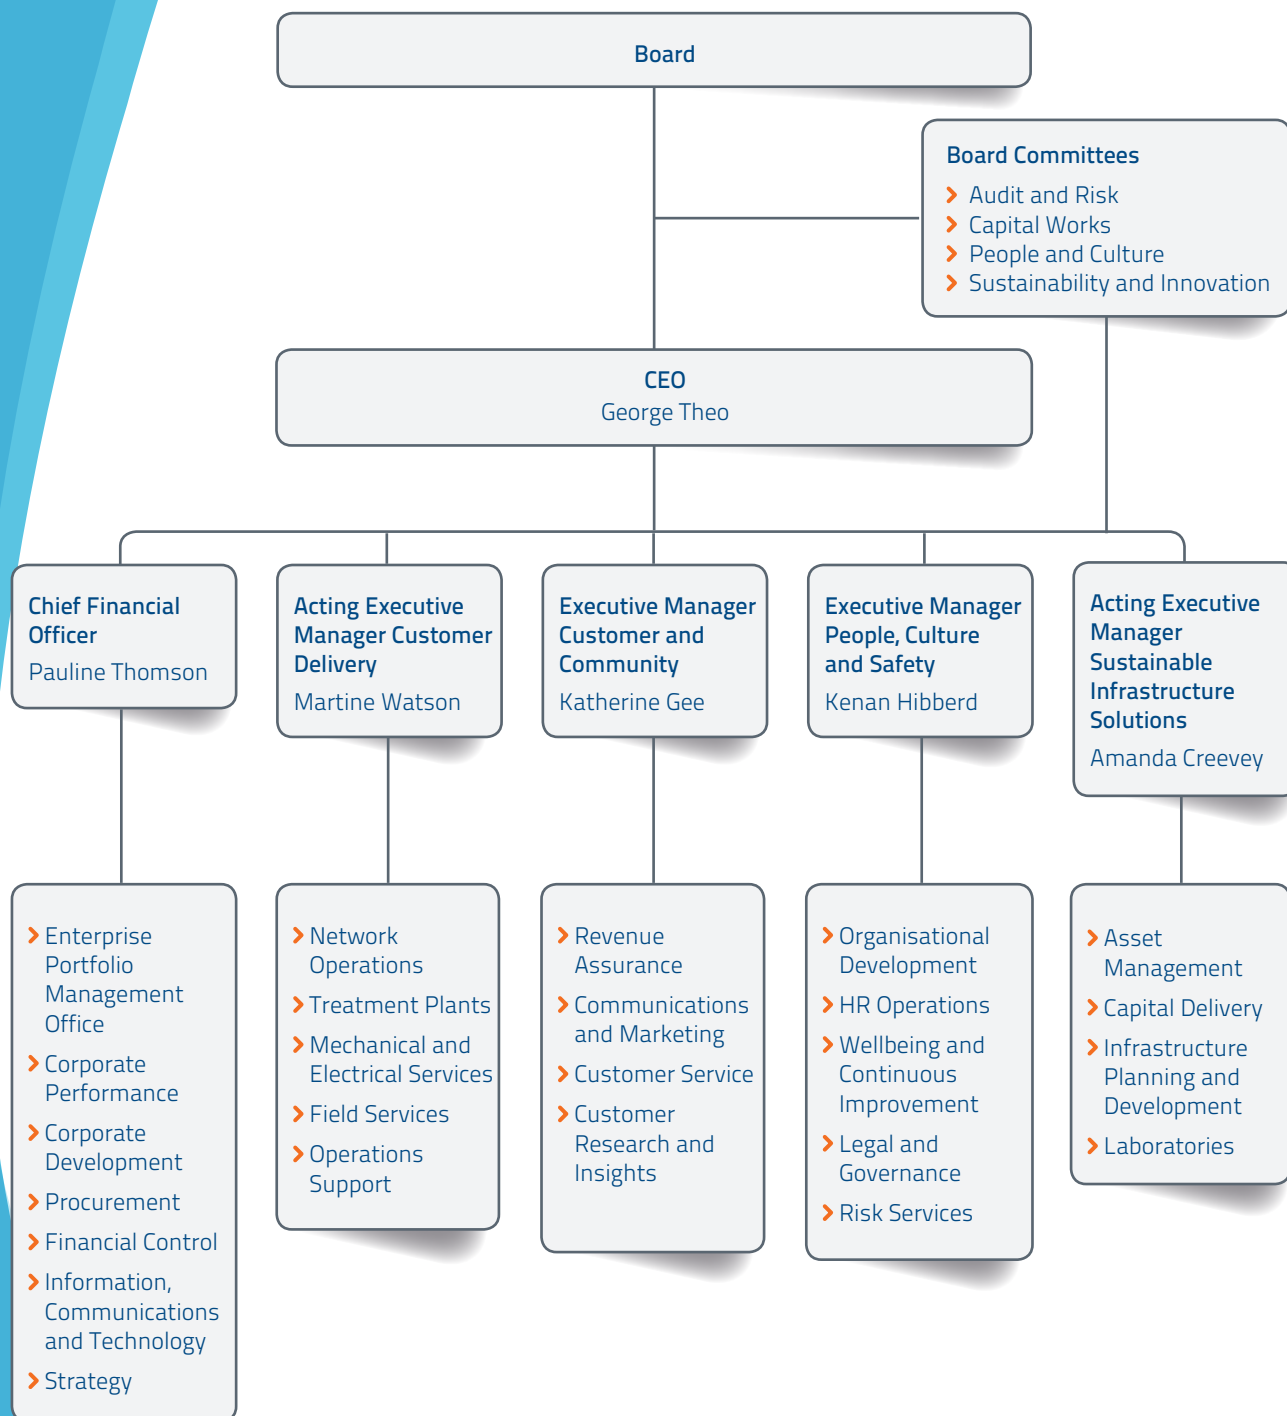 Board
Board Committees
Audit and Risk
Capital Works
People and Culture
Sustainability and Innovation
CEO
George Theo
Chief Financial
Officer
Pauline Thomson
Acting Executive
Manager Customer
Delivery
Martine Watson
Executive Manager
Customer and
Community
Katherine Gee
Executive Manager
People, Culture
and Safety
Kenan Hibberd
Acting Executive
Manager
Sustainable
Infrastructure
Solutions
Amanda Creevey
Enterprise
Portfolio
Management
Office
Corporate
Performance
Corporate
Development
Procurement
Financial Control
Information,
Communications
and Technology
Strategy
Network
Operations
Treatment Plants
Mechanical and
Electrical Services
Field Services
Operations
Support
Revenue
Assurance
Communications
and Marketing
Customer Service
Customer
Research and
Insights
Organisational
Development
HR Operations
Wellbeing and
Continuous
Improvement
Legal and
Governance
Risk Services
Asset
Management
Capital Delivery
Infrastructure
Planning and
Development
Laboratories